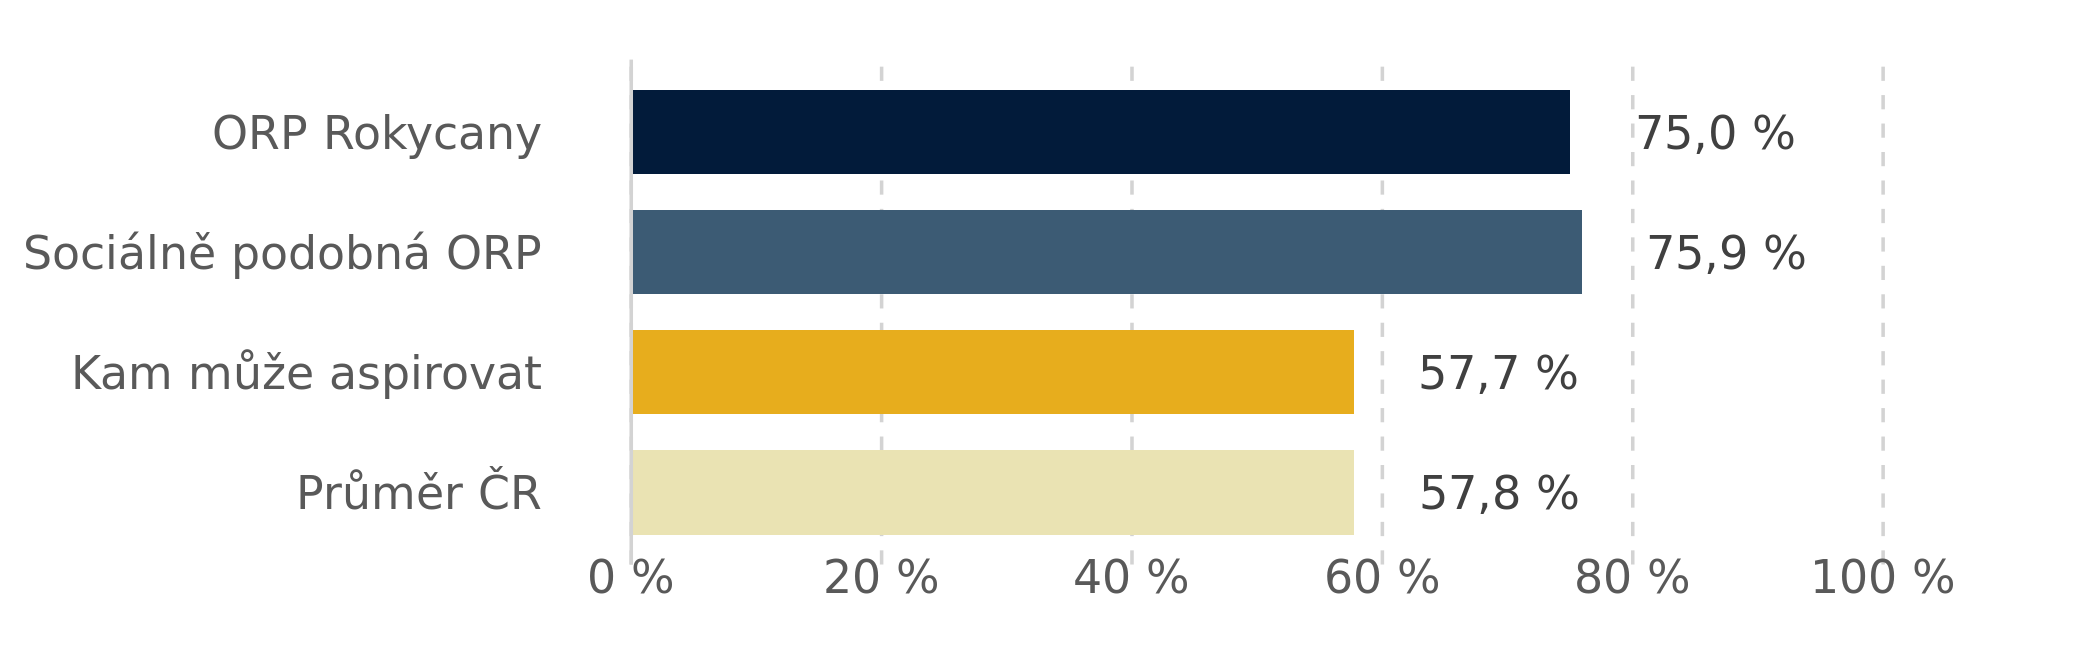 ORP Rokycany 75,0 %
Sociálně podobná ORP 75,9 %
Kam může aspirovat 57,7 %
Průměr ČR 57,8 %
0 % 20 % 40 % 60 % 80 % 100 %